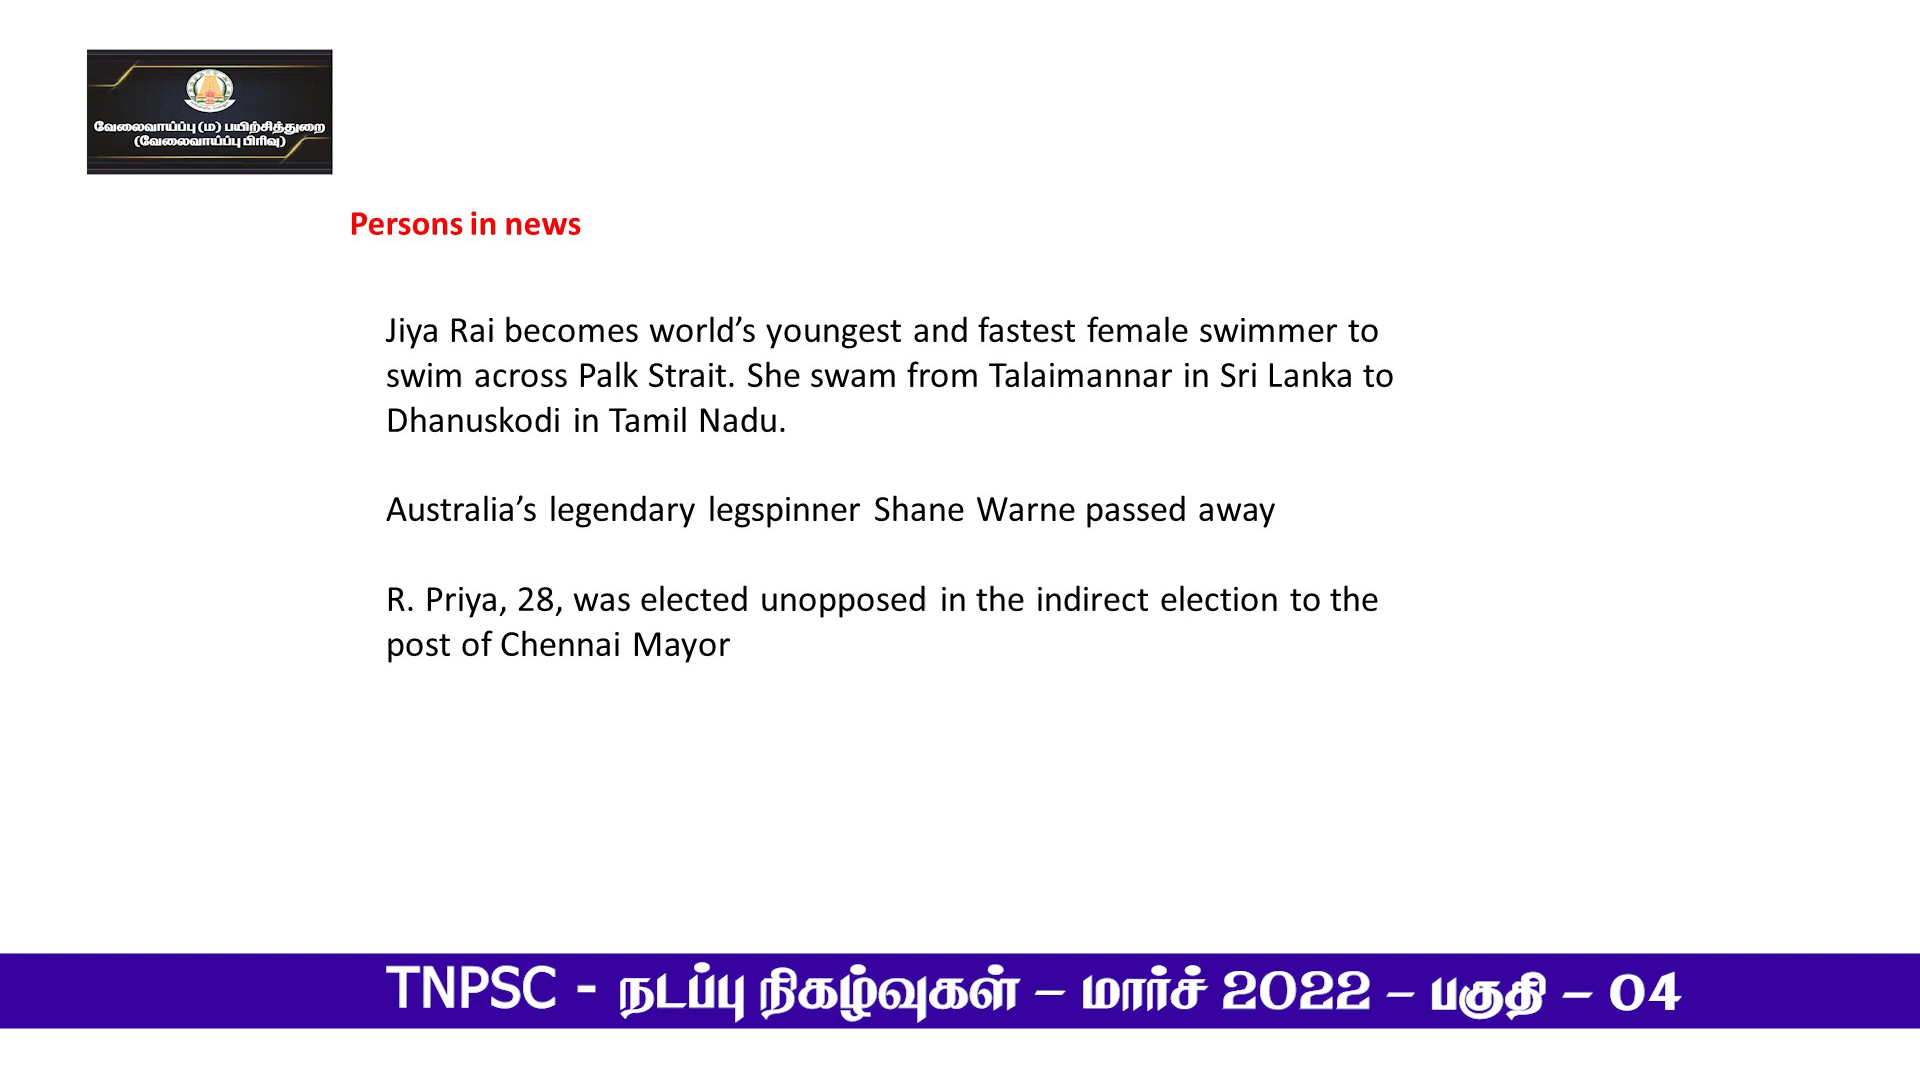 வேலைவாய்ப்பு (ம) பயிற்சித்துறை
(வேலைவாய்ப்பு பிரிவு)
Persons in news
Jiya Rai becomes world’s youngest and fastest female swimmer to
swim across Palk Strait. She swam from Talaimannar in Sri Lanka to
Dhanuskodi in Tamil Nadu.
Australia’s legendary legspinner Shane Warne passed away
R. Priya, 28, was elected unopposed in the indirect election to the
post of Chennai Mayor
TNPSC - நடப்பு நிகழ்வுகள் – மார்ச் 2022 – பகுதி – 04